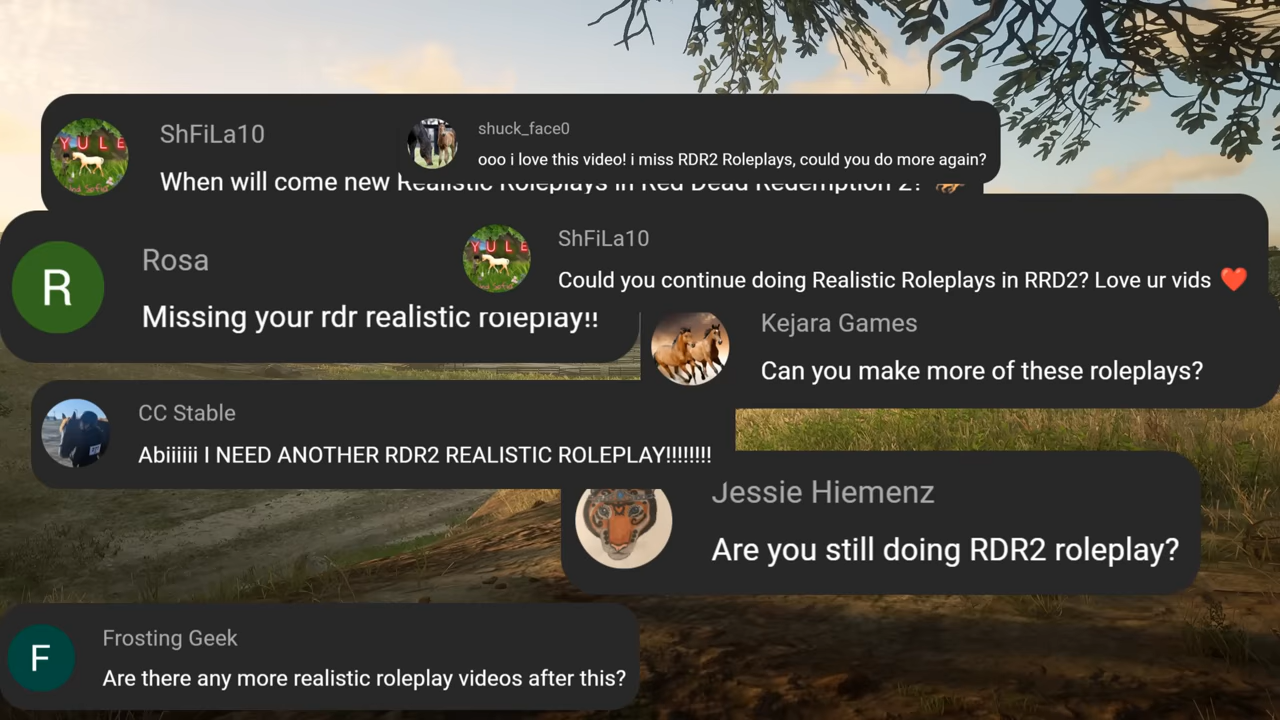 ShFiLa10
When will come new Realistic Roleplays in Red Dead Redemption 2?
shuck_face0
ooo i love this video! i miss RDR2 Roleplays, could you do more again?
Rosa
R
Missing your rdr realistic roleplay!!
YULE
ShFiLa10
YULE
Could you continue doing Realistic Roleplays in RRD2? Love ur vids ❤️
Kejara Games
Can you make more of these roleplays?
CC Stable
Abiiiiii I NEED ANOTHER RDR2 REALISTIC ROLEPLAY!!!!!!!!
Jessie Hiemenz
Are you still doing RDR2 roleplay?
Frosting Geek
F
Are there any more realistic roleplay videos after this?